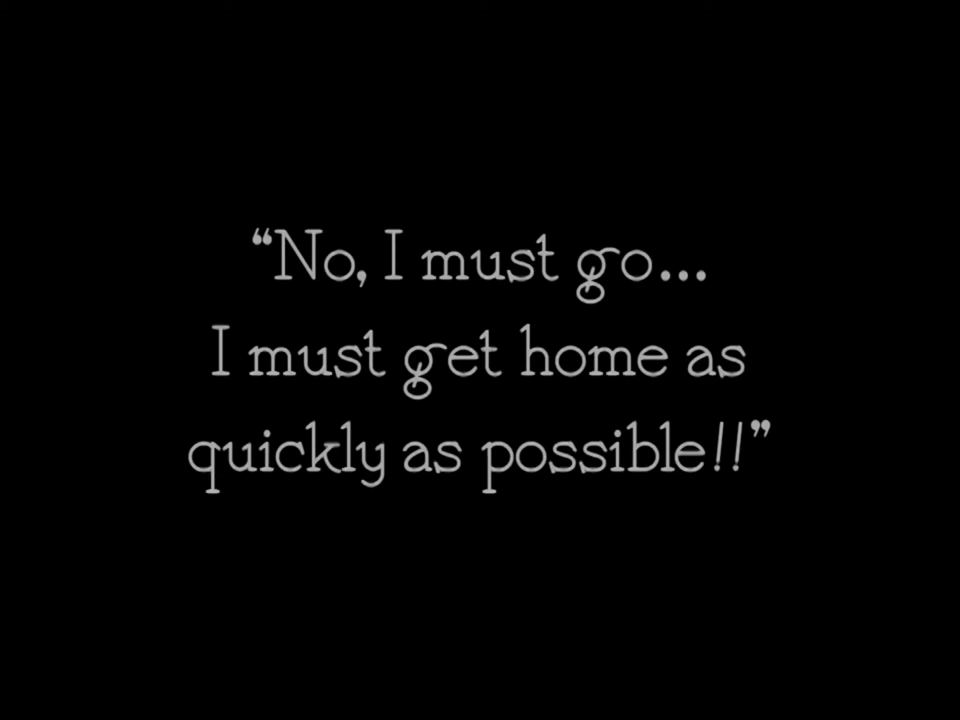 “No, I must go...
I must get home as
quickly as possible!!”